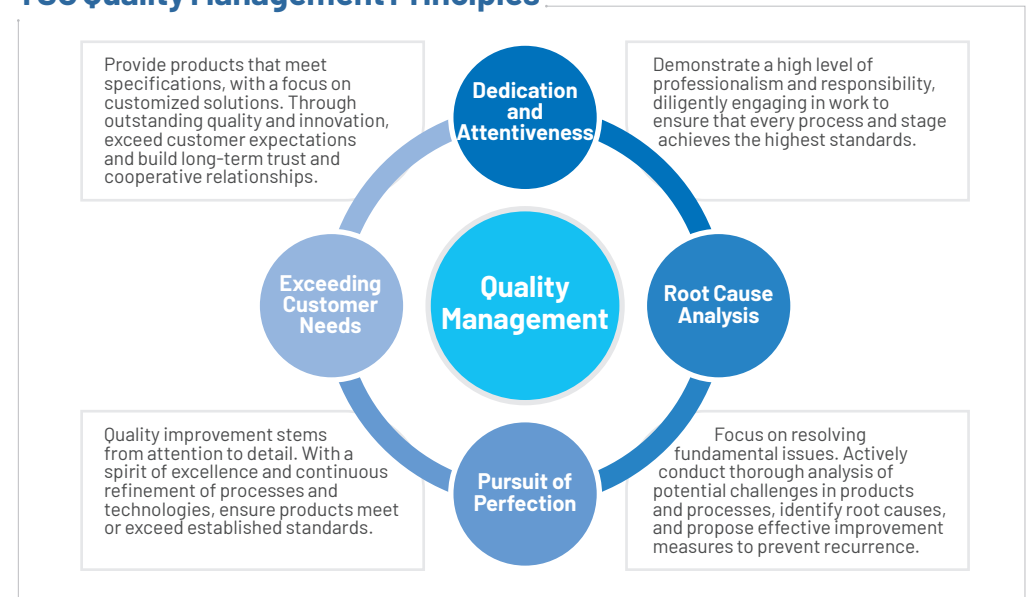 Quality Management Principles
Provide products that meet
specifications, with a focus on
customized solutions. Through
outstanding quality and innovation,
exceed customer expectations
and build long-term trust and
cooperative relationships.
Dedication
and
Attentiveness
Demonstrate a high level of
professionalism and responsibility,
diligently engaging in work to
ensure that every process and stage
achieves the highest standards.
Exceeding
Customer
Needs
Quality
Management
Root Cause
Analysis
Quality improvement stems
from attention to detail. With a
spirit of excellence and continuous
refinement of processes and
technologies, ensure products meet
or exceed established standards.
Pursuit of
Perfection
Focus on resolving
fundamental issues. Actively
conduct thorough analysis of
potential challenges in products
and processes, identify root causes,
and propose effective improvement
measures to prevent recurrence.